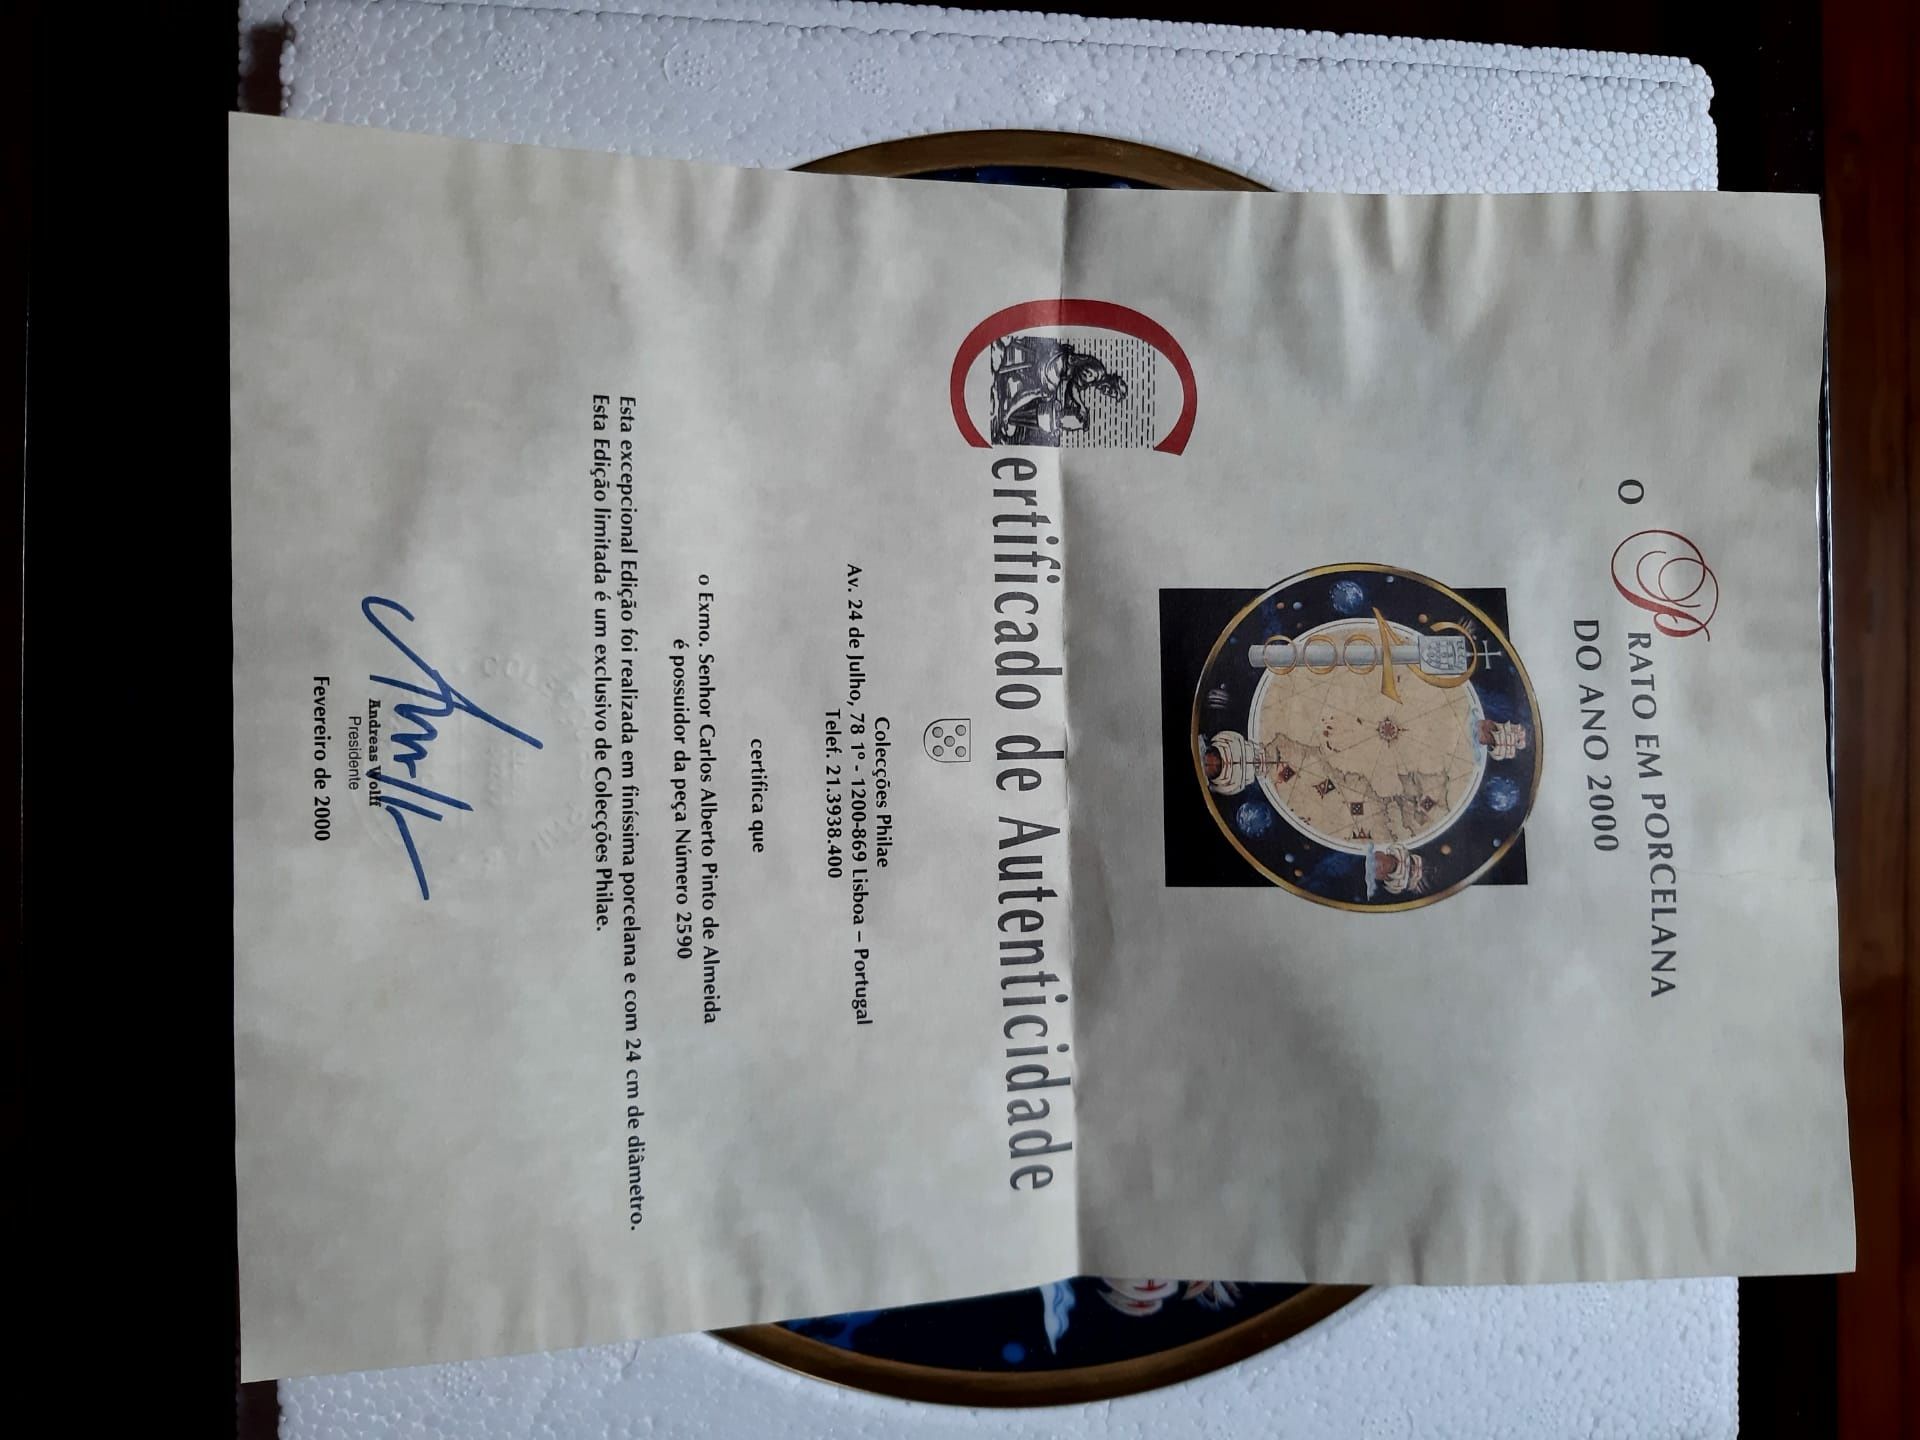 O PRATO EM PORCELANA
DO ANO 2000
2000
Certificado de Autenticidade
Colecções Philae
Av. 24 de Julho, 78 1º - 1200-869 Lisboa – Portugal
Telef. 21.3938.400
certifica que
o Exmo. Senhor Carlos Alberto Pinto de Almeida
é possuidor da peça Número 2590
Esta excepcional Edição foi realizada em finíssima porcelana e com 24 cm de diâmetro.
Esta Edição limitada é um exclusivo de Colecções Philae.
Andreas Wolff
Presidente
Fevereiro de 2000